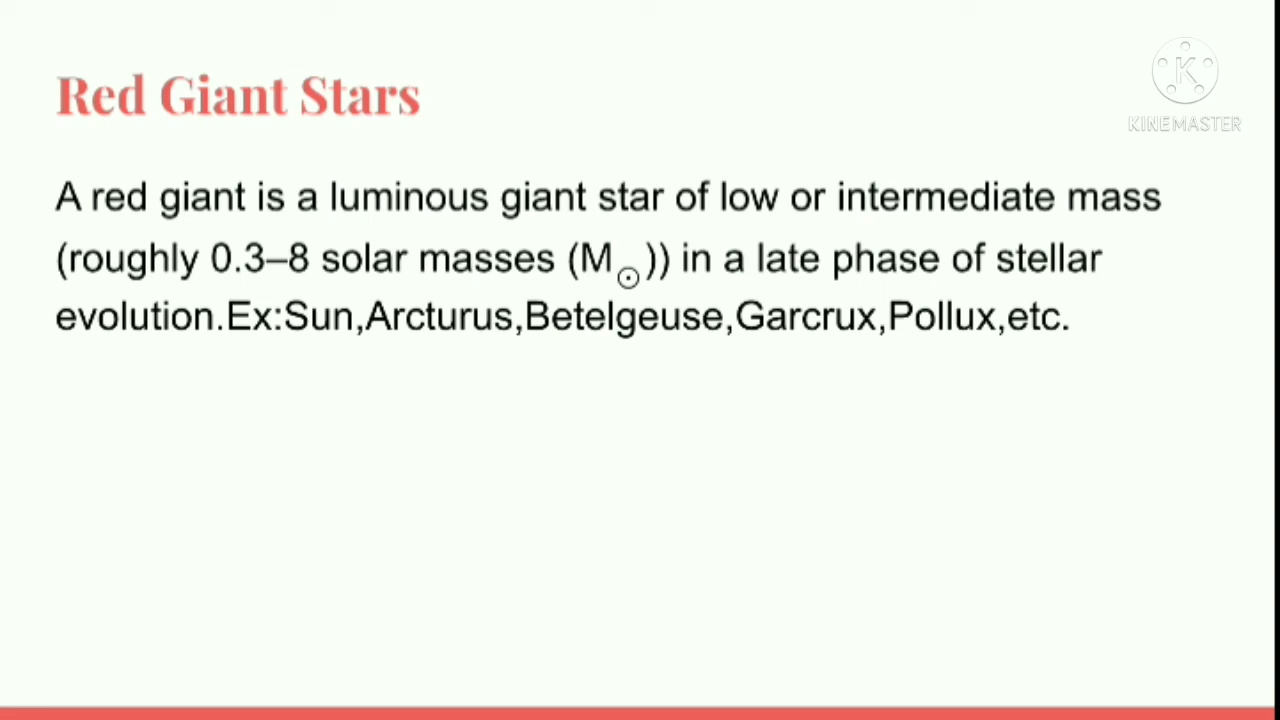 Red Giant Stars
KINEMASTER
A red giant is a luminous giant star of low or intermediate mass
(roughly 0.3–8 solar masses (M☉)) in a late phase of stellar
evolution.Ex:Sun,Arcturus,Betelgeuse,Garcrux,Pollux,etc.